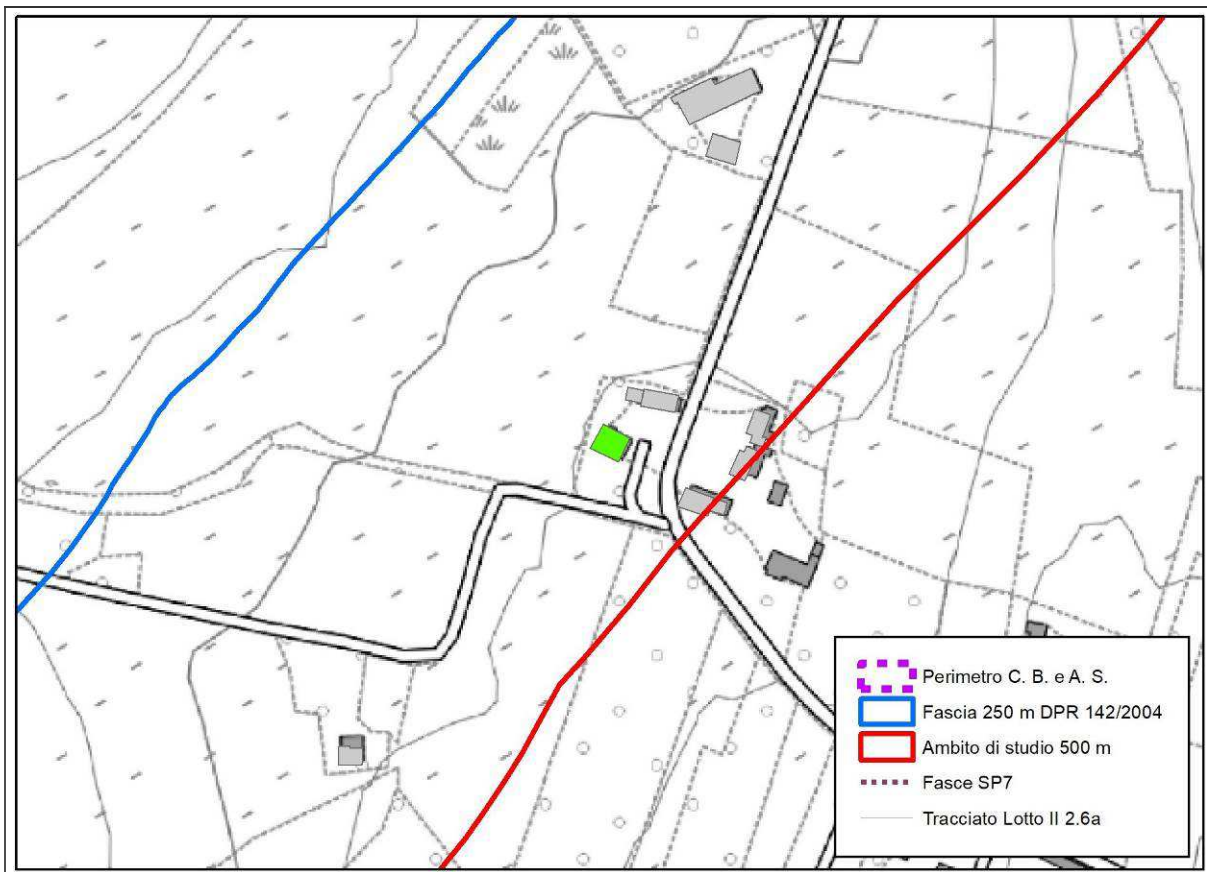 Perimetro C. B. e A. S.
Fascia 250 m DPR 142/2004
Ambito di studio 500 m
Fasce SP7
Tracciato Lotto II 2.6a